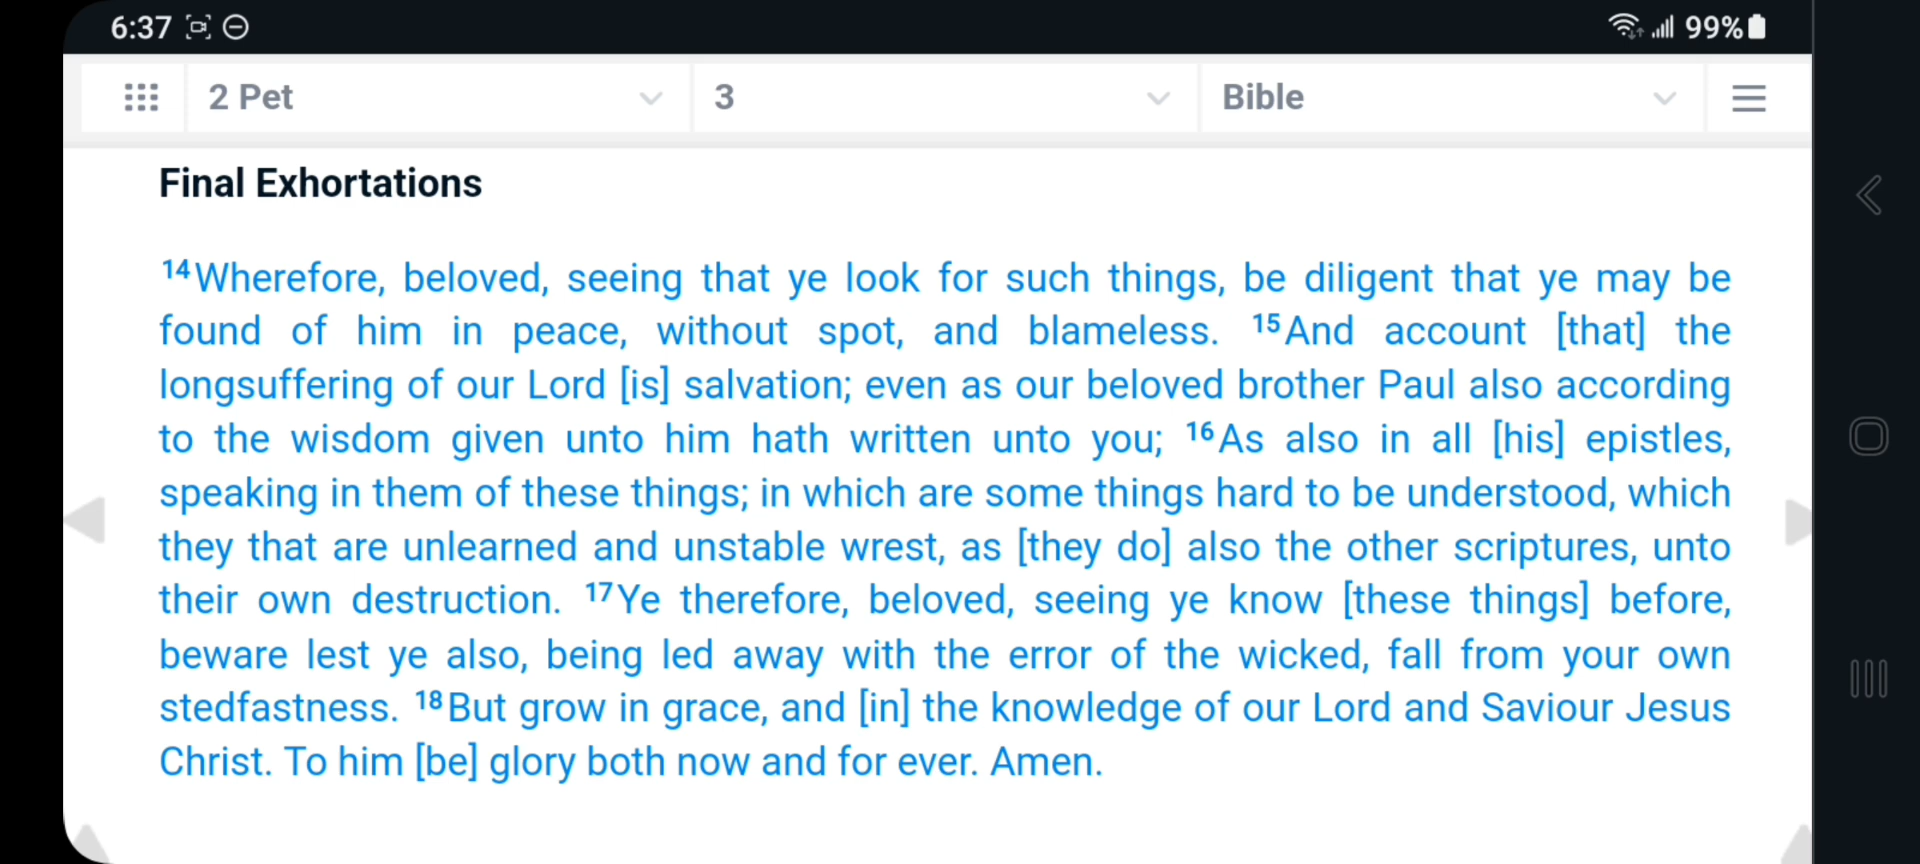 6:37 99%
2 Pet 3 Bible
Final Exhortations
14Wherefore, beloved, seeing that ye look for such things, be diligent that ye may be
found of him in peace, without spot, and blameless. 15And account [that] the
longsuffering of our Lord [is] salvation; even as our beloved brother Paul also according
to the wisdom given unto him hath written unto you; 16As also in all [his] epistles,
speaking in them of these things; in which are some things hard to be understood, which
they that are unlearned and unstable wrest, as [they do] also the other scriptures, unto
their own destruction. 17Ye therefore, beloved, seeing ye know [these things] before,
beware lest ye also, being led away with the error of the wicked, fall from your own
stedfastness. 18But grow in grace, and [in] the knowledge of our Lord and Saviour Jesus
Christ. To him [be] glory both now and for ever. Amen.